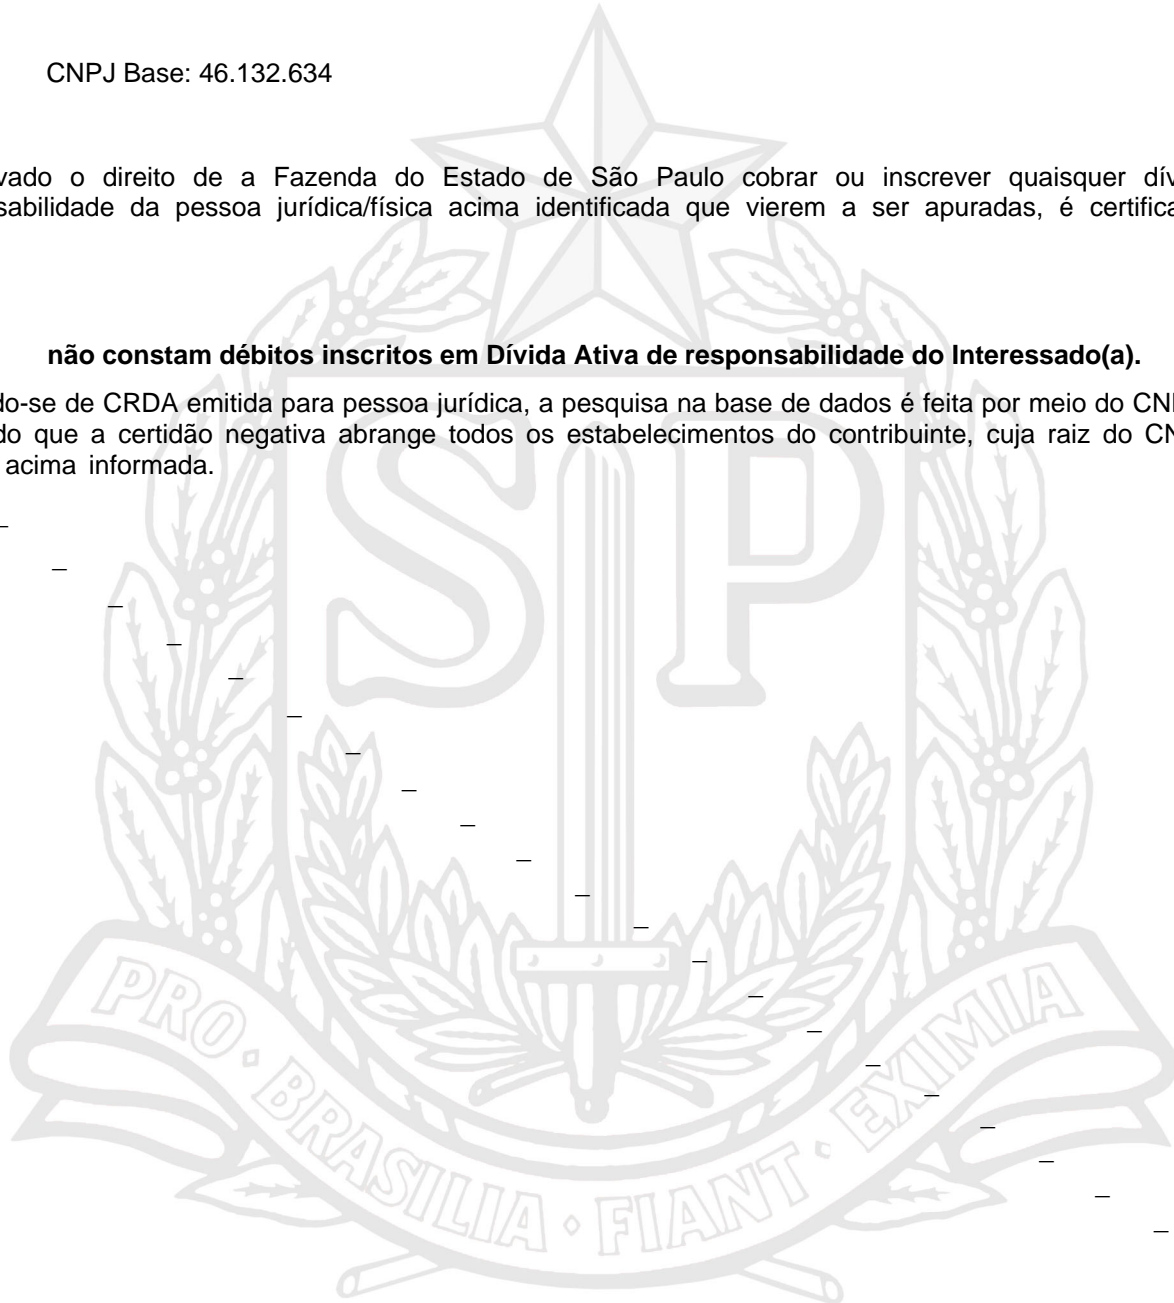 CNPJ Base: 46.132.634
vado o direito de a Fazenda do Estado de São Paulo cobrar ou inscrever quaisquer dív
sabilidade da pessoa jurídica/física acima identificada que vierem a ser apuradas, é certifica
não constam débitos inscritos em Dívida Ativa de responsabilidade do Interessado(a).
do-se de CRDA emitida para pessoa jurídica, a pesquisa na base de dados é feita por meio do CN
do que a certidão negativa abrange todos os estabelecimentos do contribuinte, cuja raiz do CN
acima informada.
SP
PRO · BRASILIA · FIANT · EXIMIA